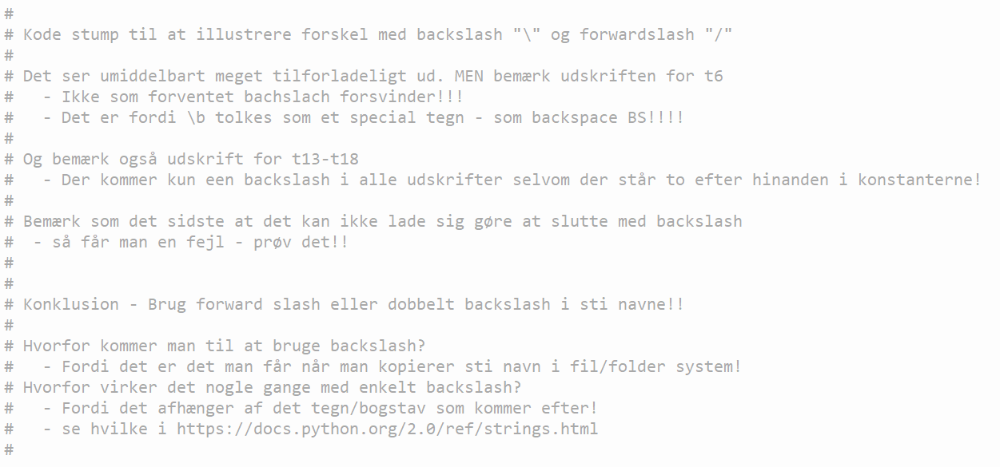 #
# Kode stump til at illustrere forskel med backslash "\" og forwardslash "/"
#
# Det ser umiddelbart meget tilforladeligt ud. MEN bemærk udskriften for t6
#   - Ikke som forventet bachslach forsvinder!!!
#   - Det er fordi \b tolkes som et special tegn - som backspace BS!!!!
#
# Og bemærk også udskrift for t13-t18
#   - Der kommer kun een backslash i alle udskrifter selvom der står to efter hinanden i konstanterne!
#
# Bemærk som det sidste at det kan ikke lade sig gøre at slutte med backslash
#  - så får man en fejl - prøv det!!
#
#
# Konklusion - Brug forward slash eller dobbelt backslash i sti navne!!
#
# Hvorfor kommer man til at bruge backslash?
#   - Fordi det er det man får når man kopierer sti navn i fil/folder system!
# Hvorfor virker det nogle gange med enkelt backslash?
#   - Fordi det afhænger af det tegn/bogstav som kommer efter!
#   - se hvilke i https://docs.python.org/2.0/ref/strings.html
#